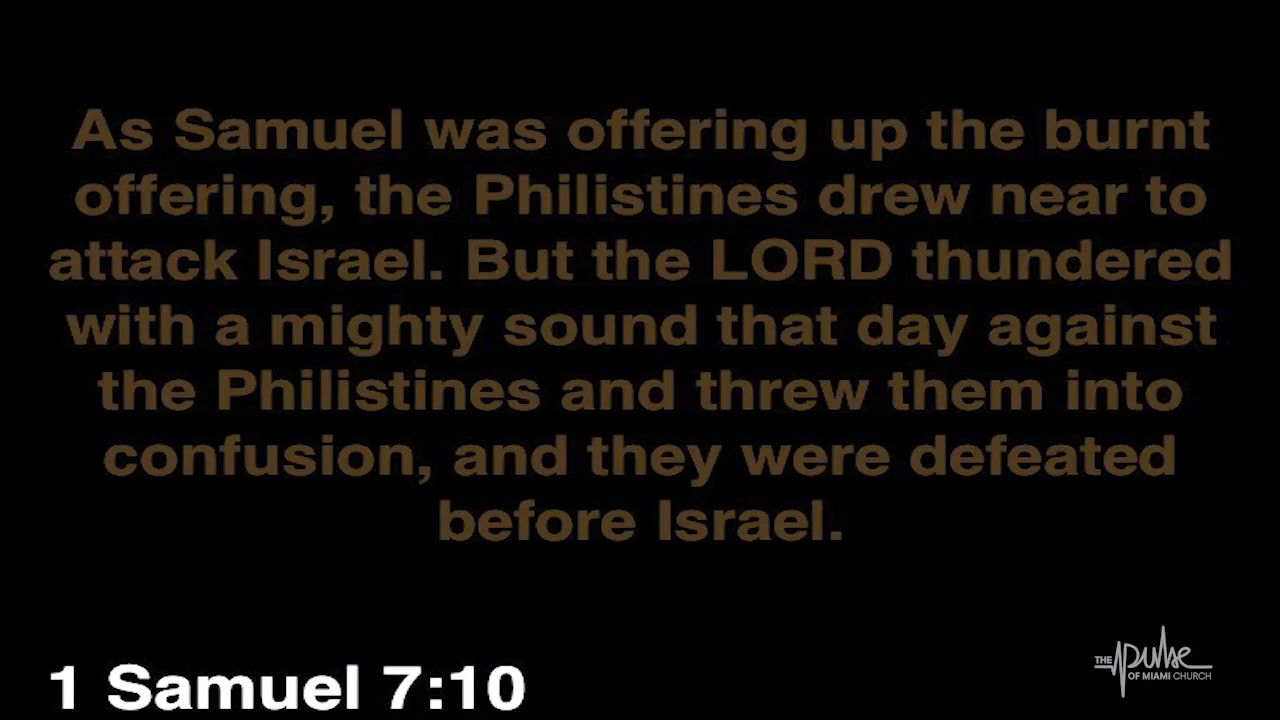 As Samuel was offering up the burnt
offering, the Philistines drew near to
attack Israel. But the LORD thundered
with a mighty sound that day against
the Philistines and threw them into
confusion, and they were defeated
before Israel.
1 Samuel 7:10
THE pulse
OF MIAMI CHURCH